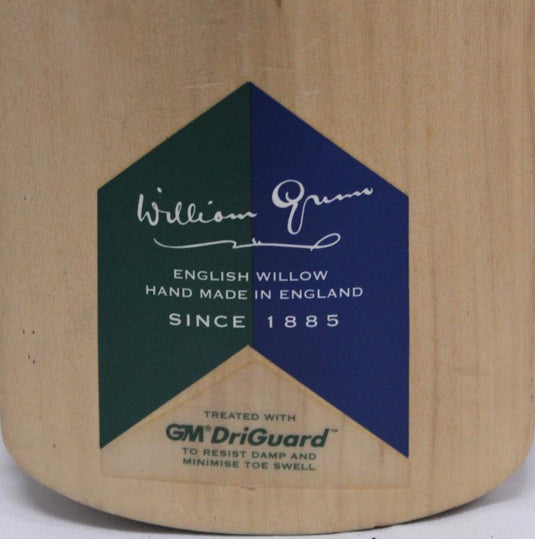 William Gunn
ENGLISH WILLOW
HAND MADE IN ENGLAND
SINCE 1885
TREATED WITH
GM® DriGuard™
TO RESIST DAMP AND
MINIMISE TOE SWELL